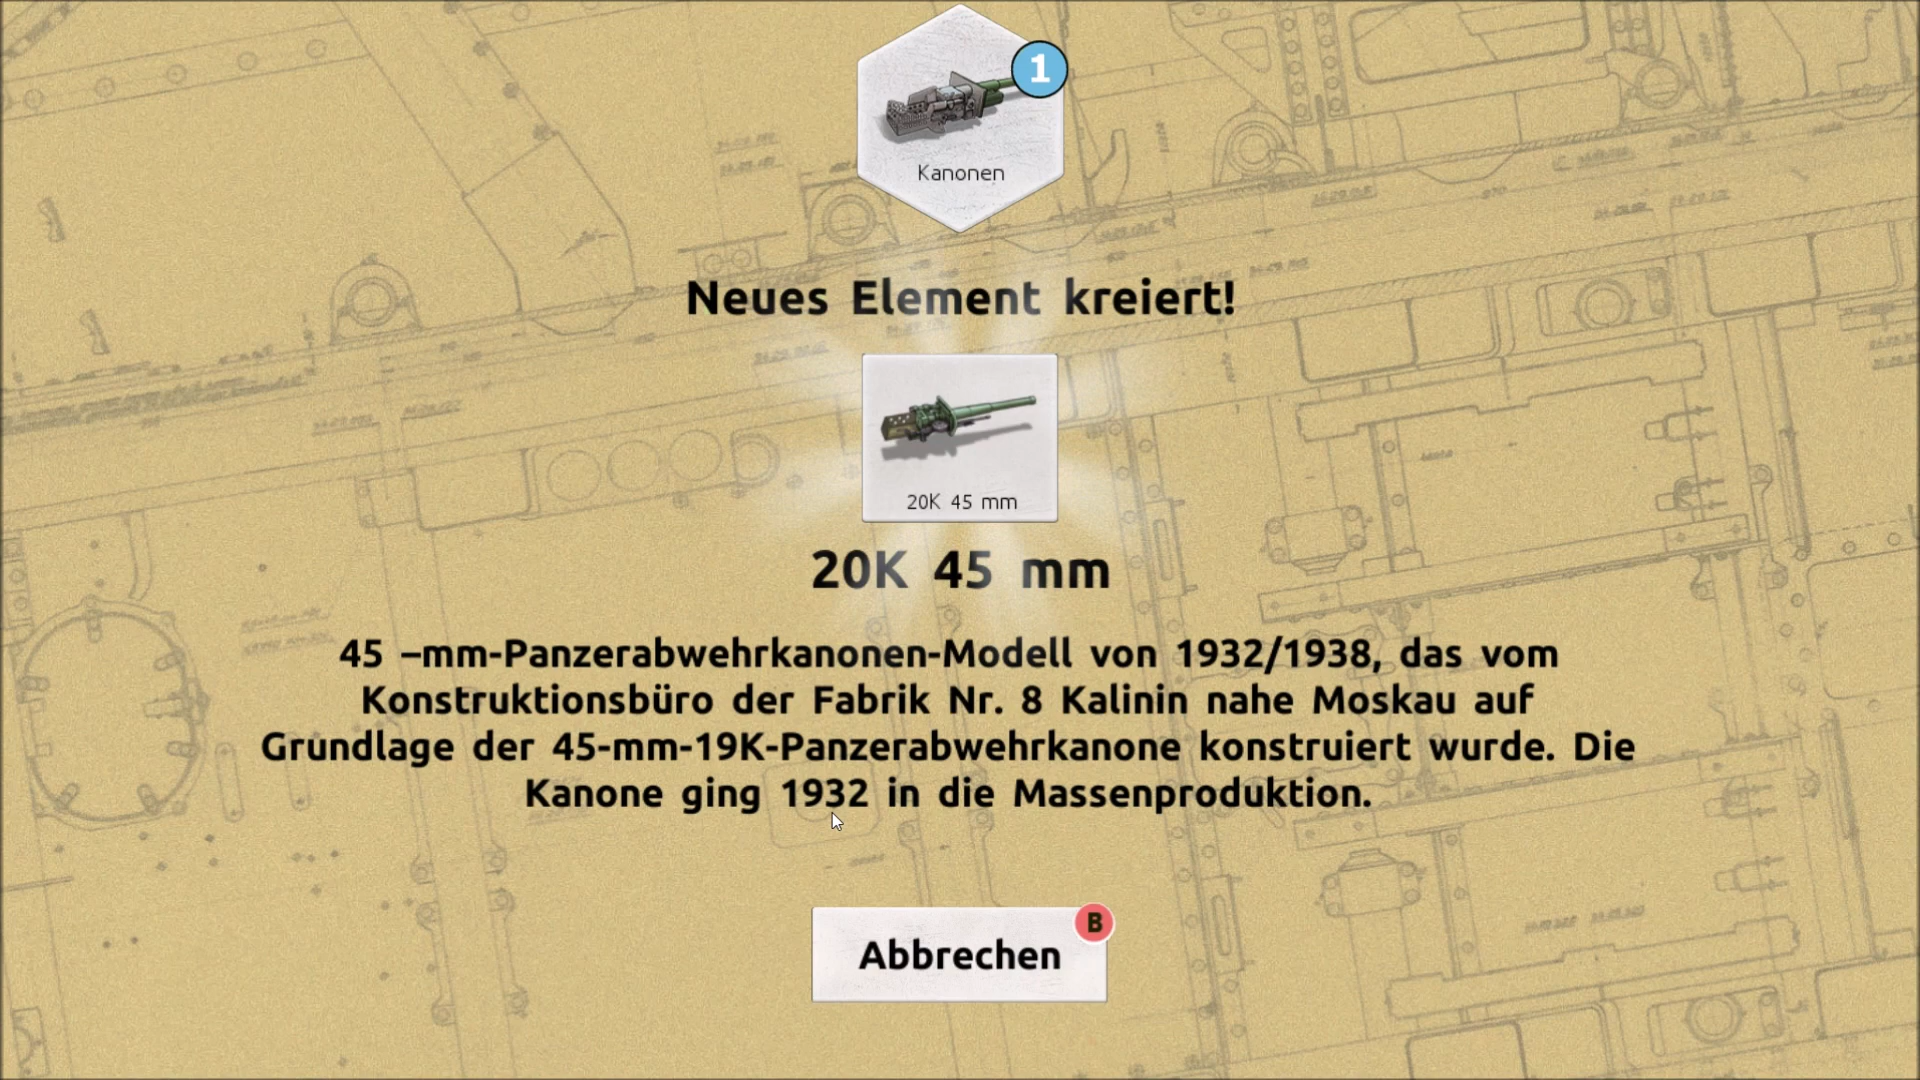 1
Kanonen
Neues Element kreiert!
20K 45 mm
20K 45 mm
45 –mm-Panzerabwehrkanonen-Modell von 1932/1938, das vom
Konstruktionsbüro der Fabrik Nr. 8 Kalinin nahe Moskau auf
Grundlage der 45-mm-19K-Panzerabwehrkanone konstruiert wurde. Die
Kanone ging 1932 in die Massenproduktion.
B
Abbrechen